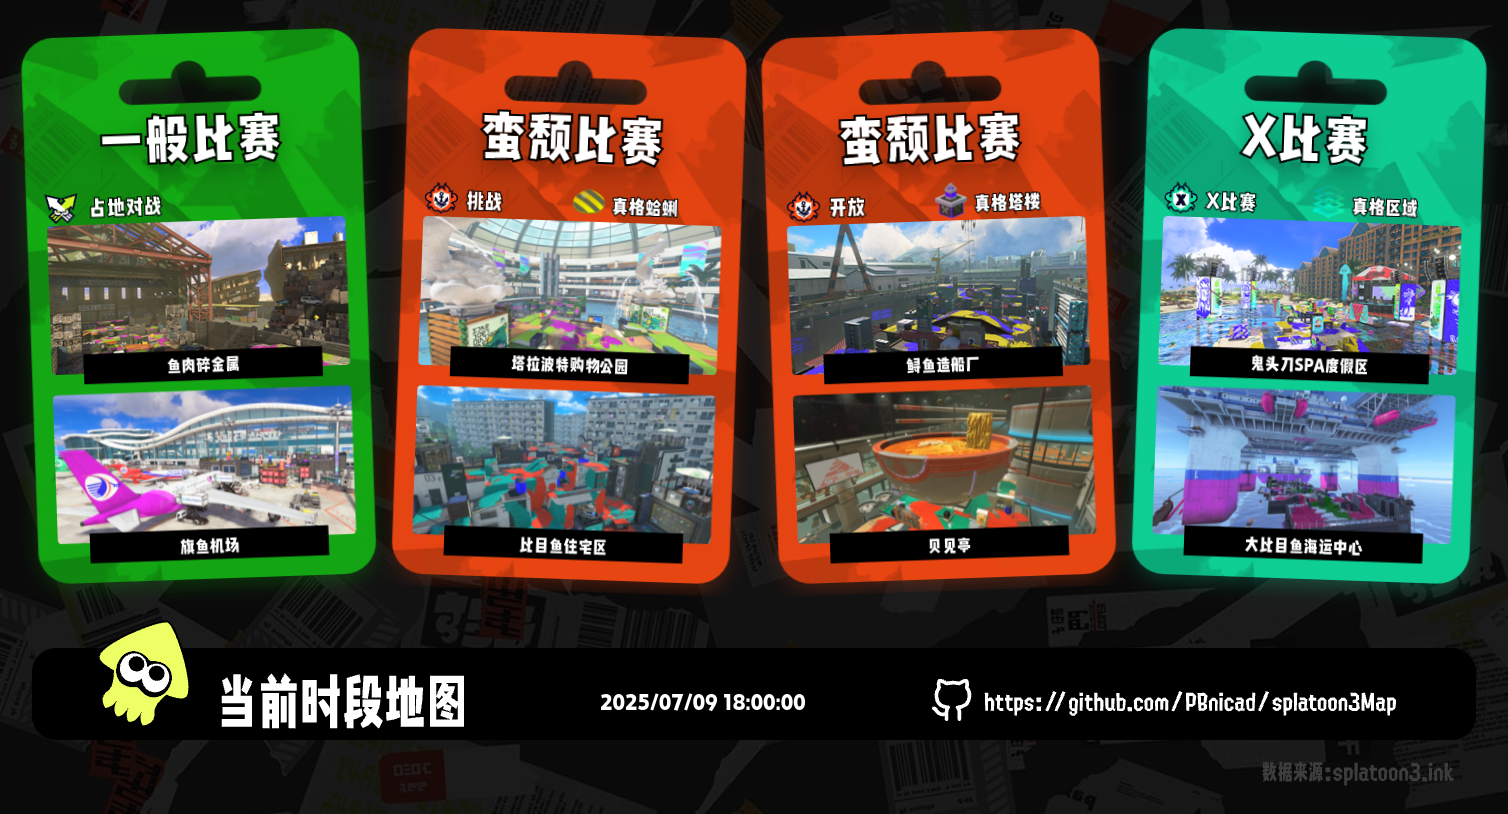 一般比赛
占地对战
鱼肉碎金属
旗鱼机场
蛮颓比赛
挑战
真格蛤蜊
塔拉波特购物公园
比目鱼住宅区
蛮颓比赛
开放
真格塔楼
鲟鱼造船厂
贝见亭
X比赛
X比赛
真格区域
鬼头刀SPA度假区
大比目鱼海运中心
当前时段地图
2025/07/09 18:00:00
https://github.com/PBnicad/splatoon3Map
数据来源:splatoon3.ink